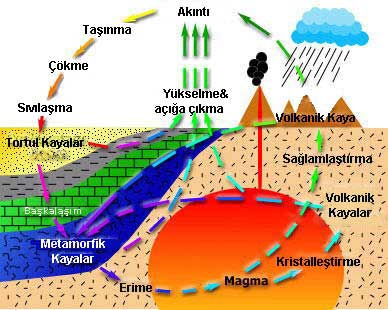 Akıntı
Taşınma
Çökme
Sıvılaşma
Yükselme&
açığa çıkma
Volkanik Kaya
Tortul Kayalar
Sağlamlaştırma
Başkalaşım
Volkanik
Kayalar
Metamorfik
Kayalar
Kristalleştirme
Erime
Magma